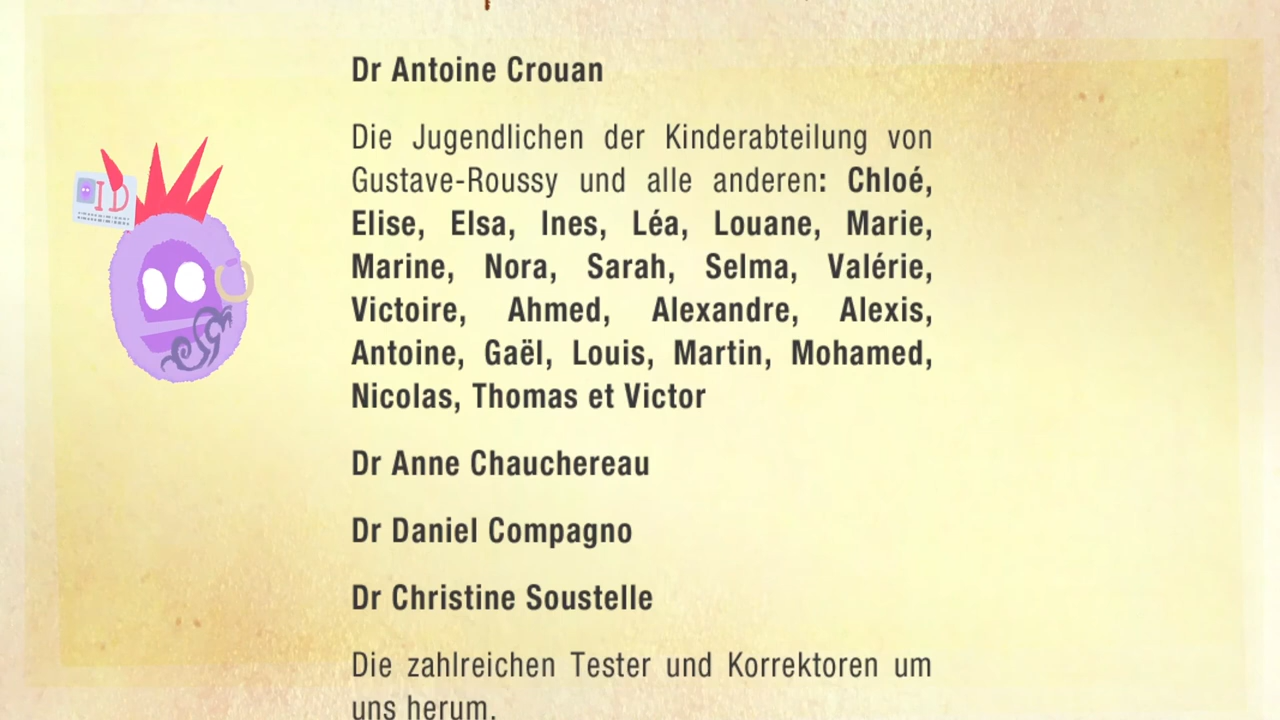 Dr Antoine Crouan
Die Jugendlichen der Kinderabteilung von
Gustave-Roussy und alle anderen: Chloé,
Elise, Elsa, Ines, Léa, Louane, Marie,
Marine, Nora, Sarah, Selma, Valérie,
Victoire, Ahmed, Alexandre, Alexis,
Antoine, Gaël, Louis, Martin, Mohamed,
Nicolas, Thomas et Victor
Dr Anne Chauchereau
Dr Daniel Compagno
Dr Christine Soustelle
Die zahlreichen Tester und Korrektoren um
uns herum.
ID